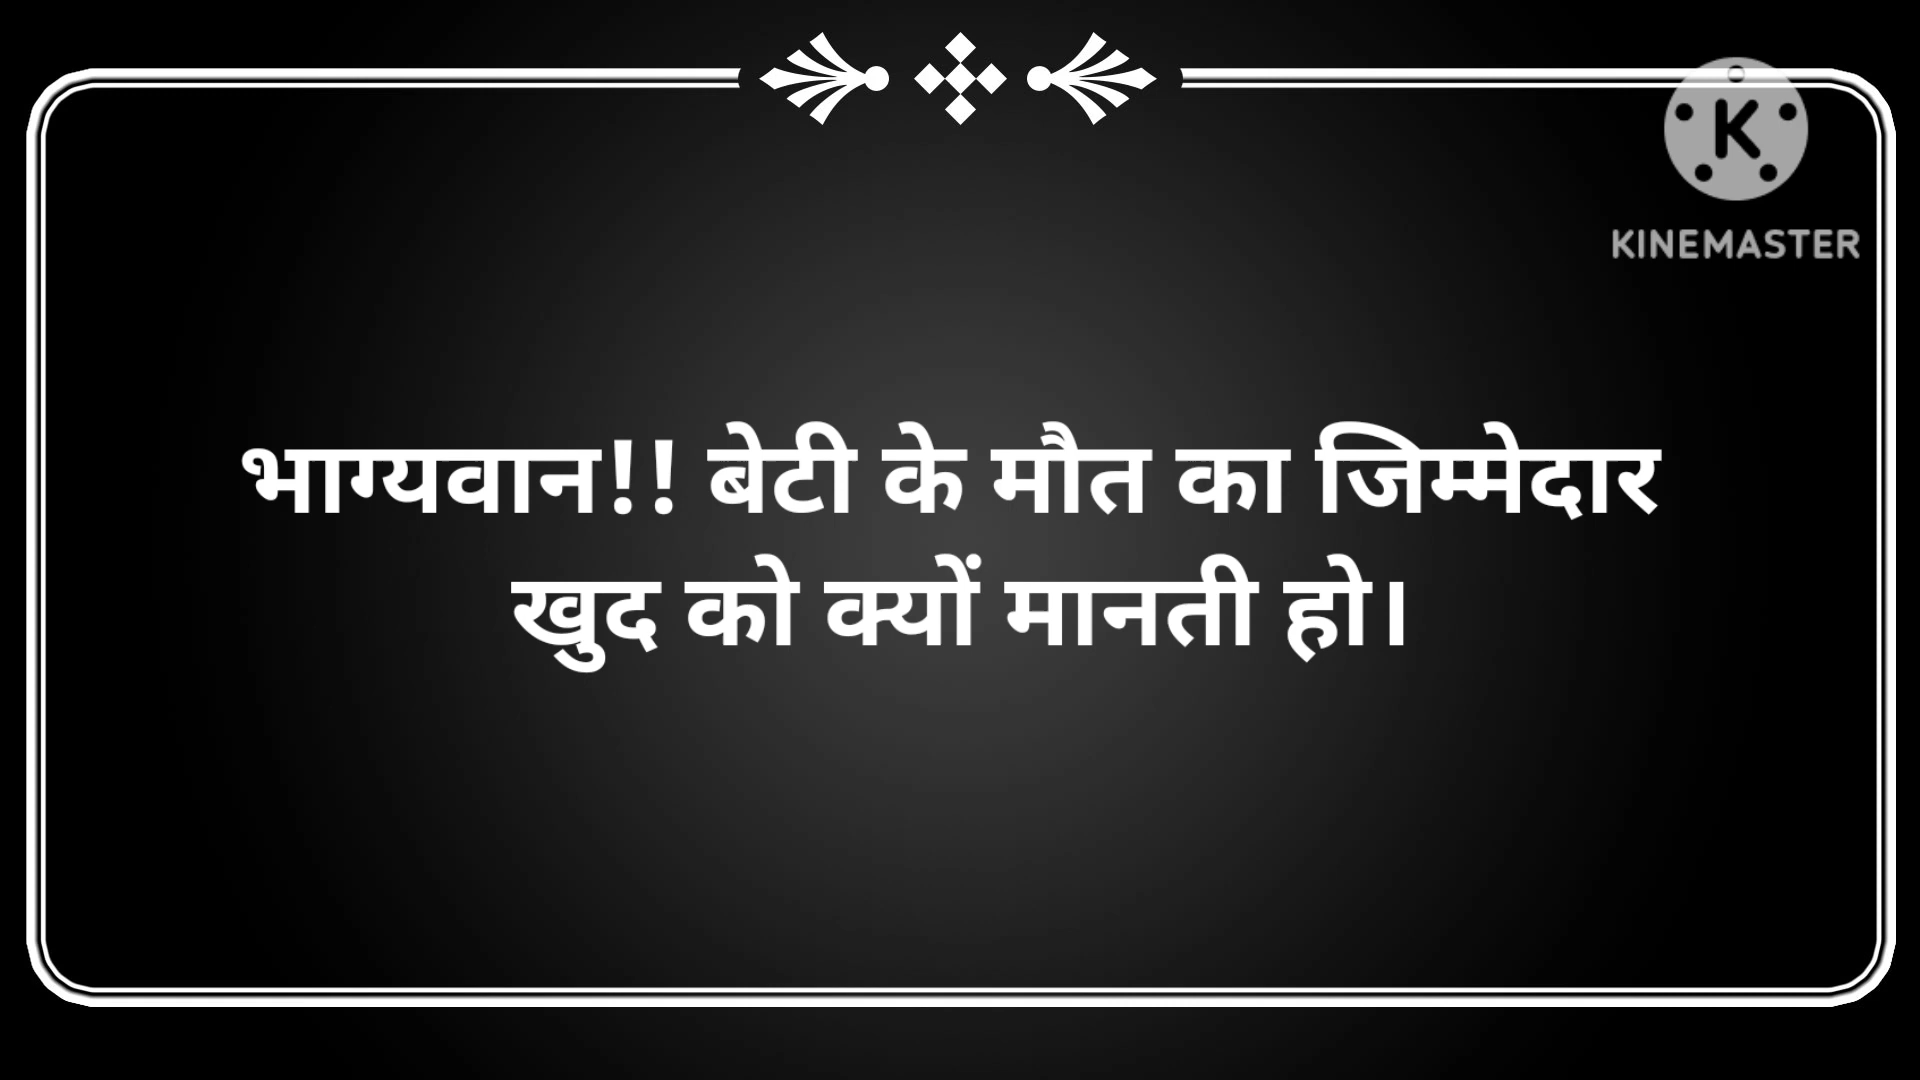 KINEMASTER
भाग्यवान!! बेटी के मौत का जिम्मेदार
खुद को क्यों मानती हो।